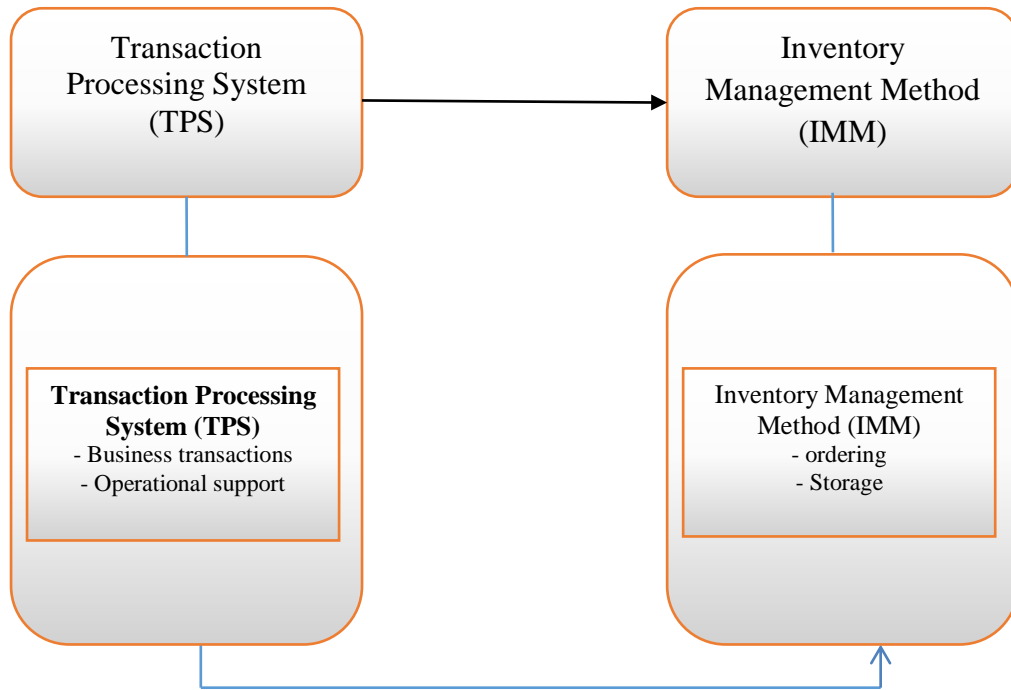 Transaction
Processing System
(TPS)
Inventory
Management Method
(IMM)
Transaction Processing
System (TPS)
- Business transactions
- Operational support
Inventory Management
Method (IMM)
- ordering
- Storage